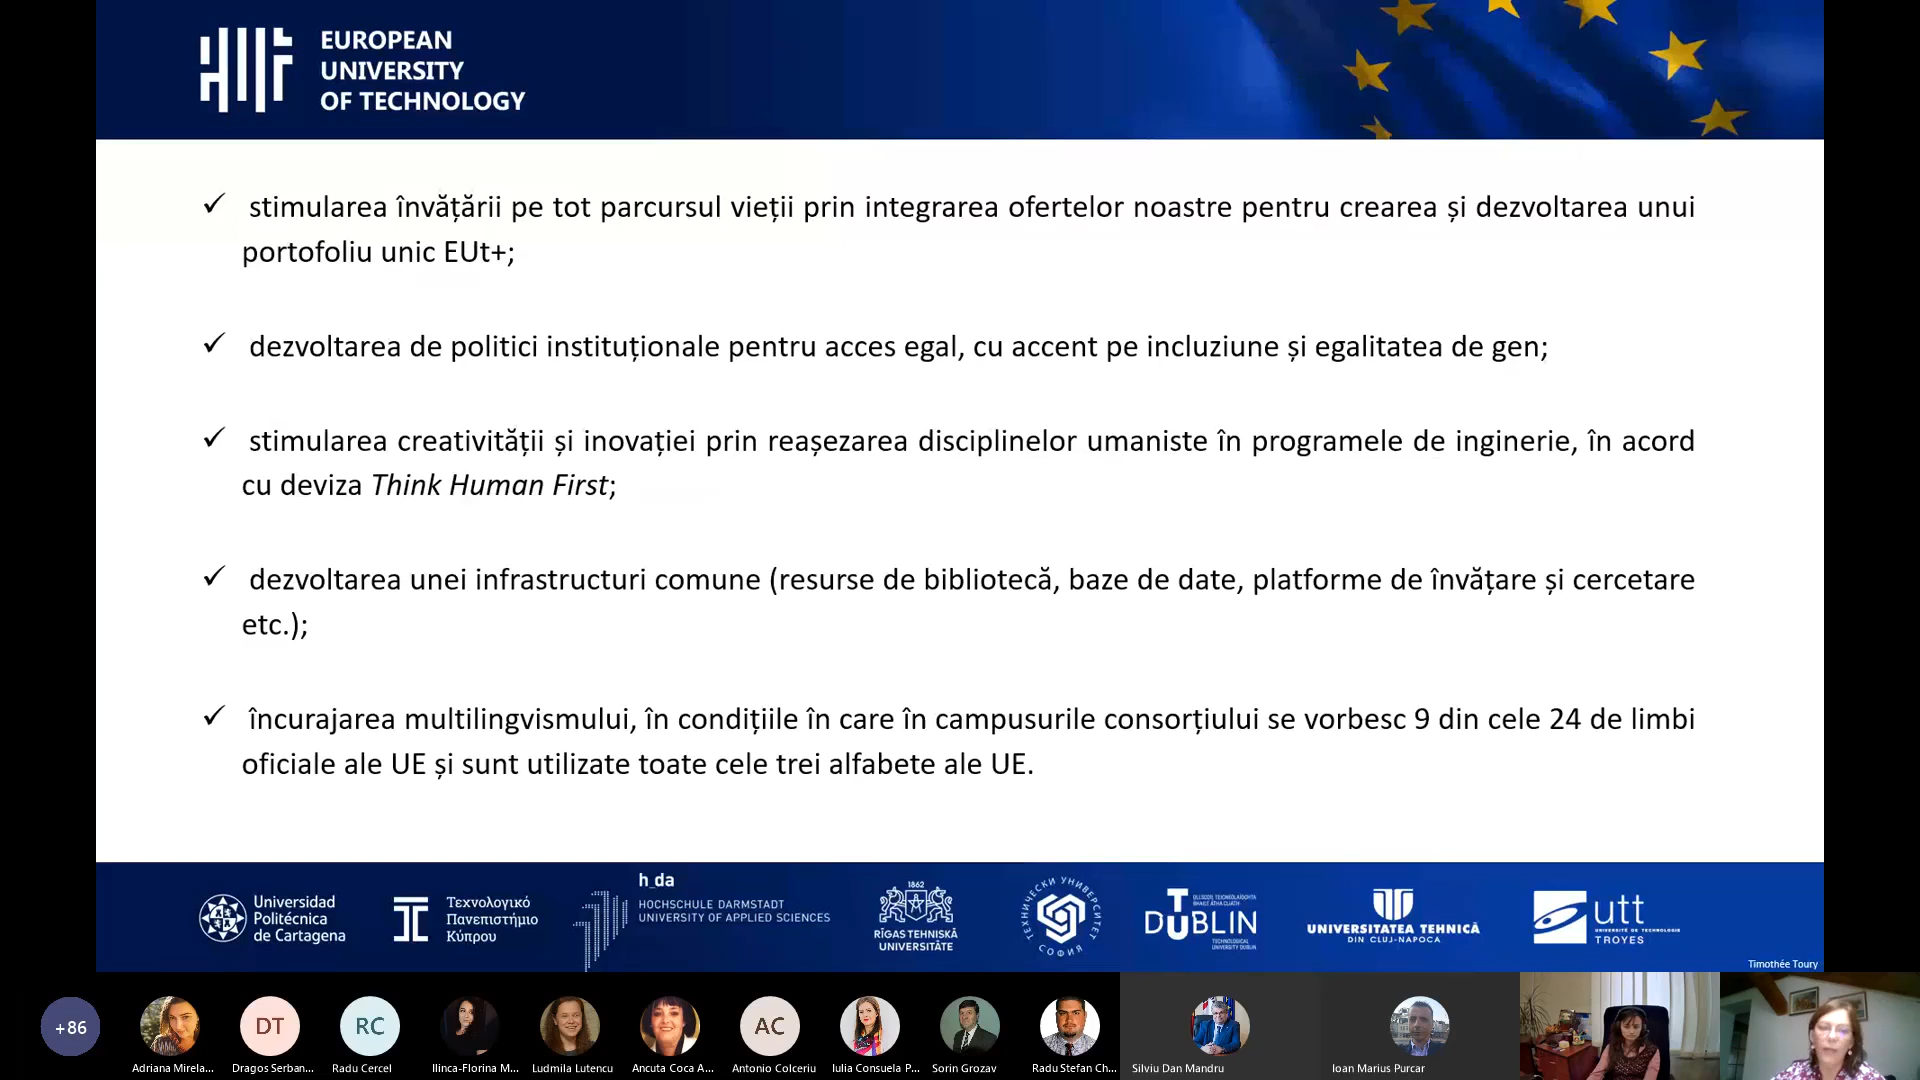 EUROPEAN
UNIVERSITY
OF TECHNOLOGY
✓ stimularea învățării pe tot parcursul vieții prin integrarea ofertelor noastre pentru crearea și dezvoltarea unui
portofoliu unic EUt+;
✓ dezvoltarea de politici instituționale pentru acces egal, cu accent pe incluziune și egalitatea de gen;
✓ stimularea creativității și inovației prin reașezarea disciplinelor umaniste în programele de inginerie, în acord
cu deviza Think Human First;
✓ dezvoltarea unei infrastructuri comune (resurse de bibliotecă, baze de date, platforme de învățare și cercetare
etc.);
✓ încurajarea multilingvismului, în condițiile în care în campusurile consorțiului se vorbesc 9 din cele 24 de limbi
oficiale ale UE și sunt utilizate toate cele trei alfabete ale UE.
Universidad
Politécnica
de Cartagena
Τεχνολογικό
Πανεπιστήμιο
Κύπρου
h_da
HOCHSCHULE DARMSTADT
UNIVERSITY OF APPLIED SCIENCES
1862
RĪGAS TEHNISKĀ
UNIVERSITĀTE
ТЕХНИЧЕСКИ УНИВЕРСИТЕТ
СОФИЯ
TU DUBLIN
TECHNOLOGICAL
UNIVERSITY DUBLIN
UNIVERSITATEA TEHNICĂ
DIN CLUJ-NAPOCA
utt
UNIVERSITÉ DE TECHNOLOGIE
TROYES
Timothée Toury
+86
DT
RC
AC
Adriana Mirela...
Dragos Serban...
Radu Cercel
Ilinca-Florina M...
Ludmila Lutencu
Ancuta Coca A...
Antonio Colceriu
Iulia Consuela P...
Sorin Grozav
Radu Stefan Ch...
Silviu Dan Mandru
Ioan Marius Purcar